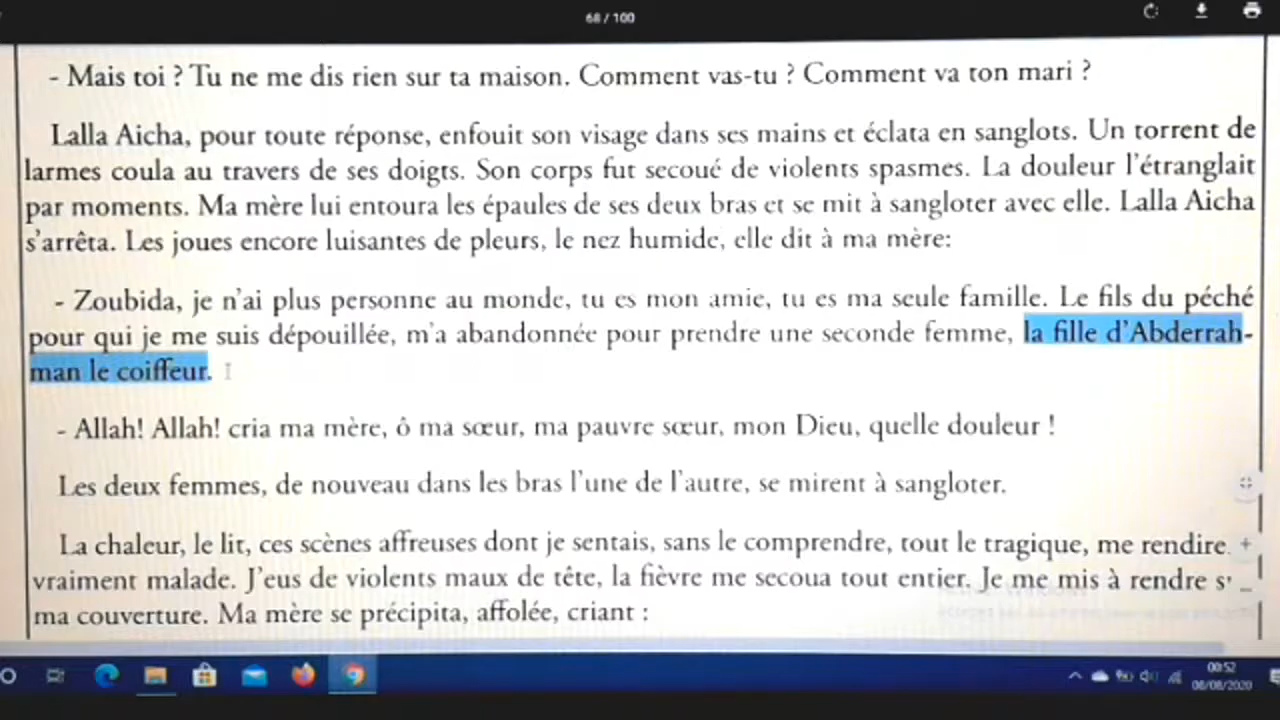 68 / 100
- Mais toi ? Tu ne me dis rien sur ta maison. Comment vas-tu ? Comment va ton mari ?
Lalla Aicha, pour toute réponse, enfouit son visage dans ses mains et éclata en sanglots. Un torrent de
larmes coula au travers de ses doigts. Son corps fut secoué de violents spasmes. La douleur l'étranglait
par moments. Ma mère lui entoura les épaules de ses deux bras et se mit à sangloter avec elle. Lalla Aicha
s'arrêta. Les joues encore luisantes de pleurs, le nez humide, elle dit à ma mère:
- Zoubida, je n'ai plus personne au monde, tu es mon amie, tu es ma seule famille. Le fils du péché
pour qui je me suis dépouillée, m'a abandonnée pour prendre une seconde femme, la fille d'Abderrah-
man le coiffeur.
- Allah! Allah! cria ma mère, ô ma sœur, ma pauvre sœur, mon Dieu, quelle douleur !
Les deux femmes, de nouveau dans les bras l'une de l'autre, se mirent à sangloter.
La chaleur, le lit, ces scènes affreuses dont je sentais, sans le comprendre, tout le tragique, me rendire
vraiment malade. J'eus de violents maux de tête, la fièvre me secoua tout entier. Je me mis à rendre s
ma couverture. Ma mère se précipita, affolée, criant :
00:52
08/08/2020